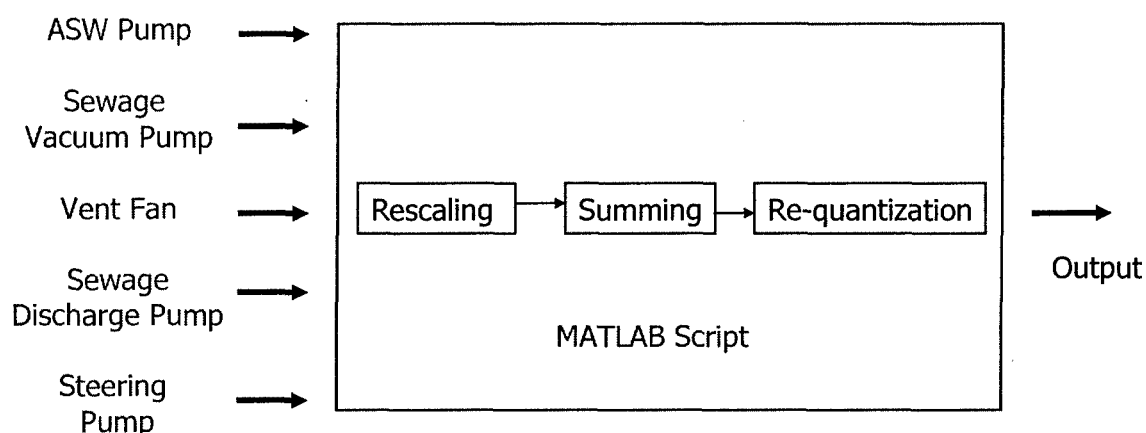 ASW Pump
Sewage
Vacuum Pump
Vent Fan
Sewage
Discharge Pump
Steering
Pump
Rescaling
Summing
Re-quantization
MATLAB Script
Output